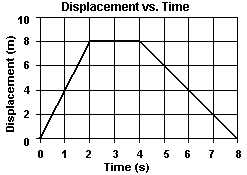 Displacement vs. Time
Displacement (m)
10
8
6
4
2
0
0 1 2 3 4 5 6 7 8
Time (s)